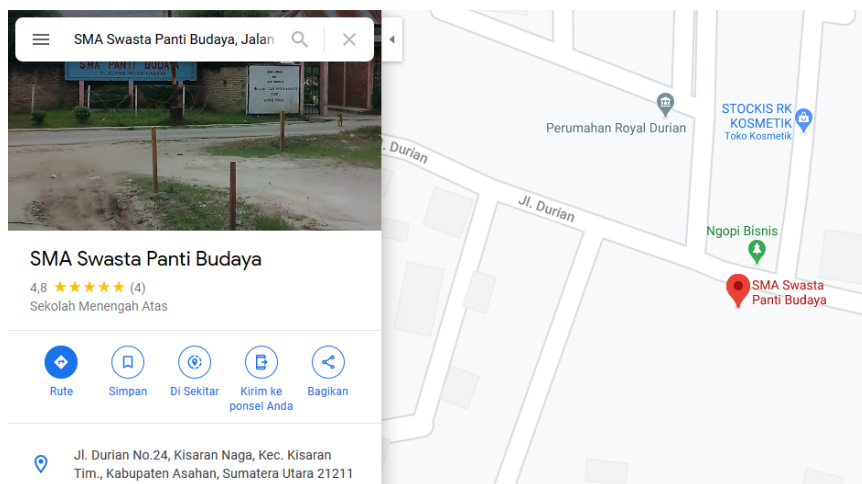 SMA Swasta Panti Budaya, Jalan
SMA PANTI BUDAYA
SMA Swasta Panti Budaya
4,8 (4)
Sekolah Menengah Atas
Rute
Simpan
Di Sekitar
Kirim ke
ponsel Anda
Bagikan
Jl. Durian No.24, Kisaran Naga, Kec. Kisaran
Tim., Kabupaten Asahan, Sumatera Utara 21211
Perumahan Royal Durian
STOCKIS RK
KOSMETIK
Toko Kosmetik
. Durian
Jl. Durian
Ngopi Bisnis
SMA Swasta
Panti Budaya